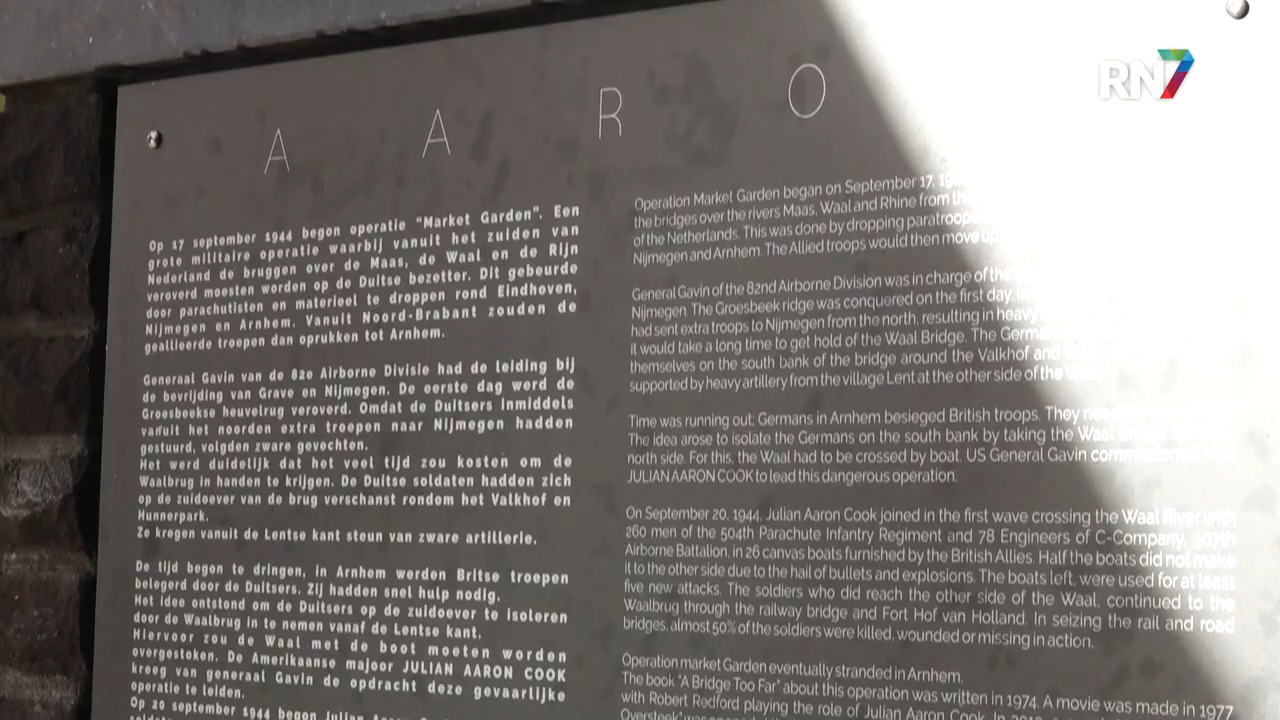 RN7
A A R O
Op 17 september 1944 begon operatie "Market Garden". Een
grote militaire operatie waarbij vanuit het zuiden van
Nederland de bruggen over de Maas, de Waal en de Rijn
veroverd moesten worden op de Duitse bezetter. Dit gebeurde
door parachutisten en materieel te droppen rond Eindhoven,
Nijmegen en Arnhem. Vanuit Noord-Brabant zouden de
geallieerde troepen dan oprukken tot Arnhem.
Generaal Gavin van de 82e Airborne Divisie had de leiding bij
de bevrijding van Grave en Nijmegen. De eerste dag werd de
Groesbeekse heuvelrug veroverd. Omdat de Duitsers inmiddels
vanuit het noorden extra troepen naar Nijmegen hadden
gestuurd, volgden zware gevechten.
Het werd duidelijk dat het veel tijd zou kosten om de
Waalbrug in handen te krijgen. De Duitse soldaten hadden zich
op de zuidoever van de brug verschanst rondom het Valkhof en
Hunnerpark.
Ze kregen vanuit de Lentse kant steun van zware artillerie.
De tijd begon te dringen, in Arnhem werden Britse troepen
belegerd door de Duitsers. Zij hadden snel hulp nodig.
Het idee ontstond om de Duitsers op de zuidoever te isoleren
door de Waalbrug in te nemen vanaf de Lentse kant.
Hiervoor zou de Waal met de boot moeten worden
overgestoken. De Amerikaanse majoor JULIAN AARON COOK
kreeg van generaal Gavin de opdracht deze gevaarlijke
operatie te leiden.
Op 20 september 1944 begon Julian
Operation Market Garden began on September 17,
the bridges over the rivers Maas, Waal and Rhine from
of the Netherlands. This was done by dropping
Nijmegen and Arnhem. The Allied troops would then move up
General Gavin of the 82nd Airborne Division was in charge of the
Nijmegen. The Groesbeek ridge was conquered on the first day.
had sent extra troops to Nijmegen from the north, resulting in heavy
it would take a long time to get hold of the Waal Bridge. The
themselves on the south bank of the bridge around the Valkhof and
supported by heavy artillery from the village Lent at the other side of the
Time was running out; Germans in Arnhem besieged British troops. They
The idea arose to isolate the Germans on the south bank by taking the Waal
north side. For this, the Waal had to be crossed by boat. US General Gavin
JULIAN AARON COOK to lead this dangerous operation.
On September 20, 1944, Julian Aaron Cook joined in the first wave crossing the Waal River with
260 men of the 504th Parachute Infantry Regiment and 78 Engineers of C-Company, 307th
Airborne Battalion, in 26 canvas boats furnished by the British Allies. Half the boats did not make
it to the other side due to the hail of bullets and explosions. The boats left, were used for at least
five new attacks. The soldiers who did reach the other side of the Waal, continued to the
Waalbrug through the railway bridge and Fort Hof van Holland. In seizing the rail and road
bridges, almost 50% of the soldiers were killed, wounded or missing in action.
Operation market Garden eventually stranded in Arnhem.
The book "A Bridge Too Far" about this operation was written in 1974. A movie was made in 1977
with Robert Redford playing the role of Julian Aaron Cook.